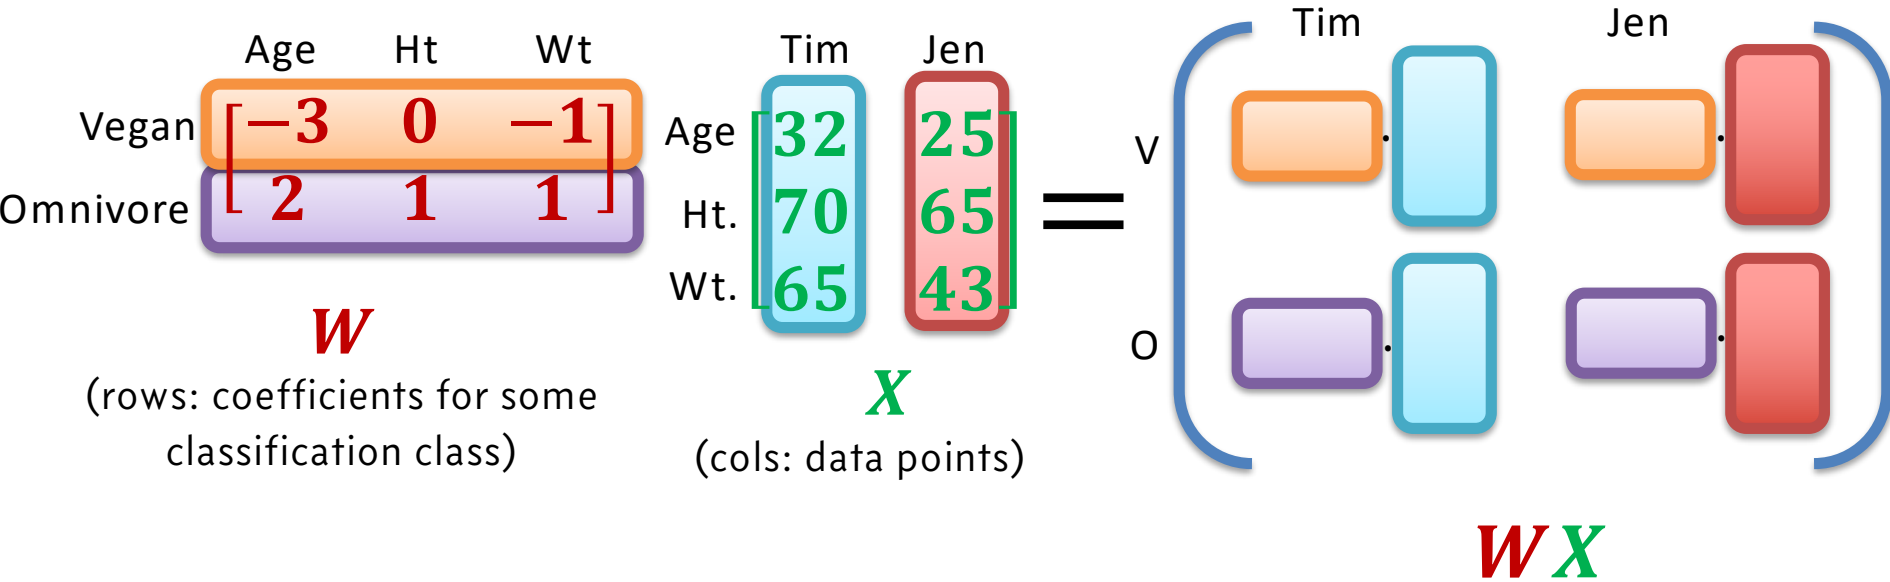 Age Ht Wt
Vegan [−3 0 −1]
Omnivore [2 1 1]
W
(rows: coefficients for some
classification class)
Tim Jen
Age [32 25]
Ht. [70 65]
Wt. [65 43]
X
(cols: data points)
=
Tim Jen
V · ·
O · ·
WX